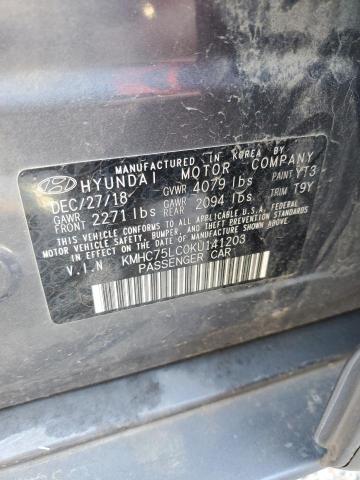 MANUFACTURED IN KOREA BY
HYUNDAI MOTOR COMPANY
DEC/27/18 GVWR 4079 lbs PAINT YT3
GAWR FRONT 2271 lbs GAWR REAR 2094 lbs TRIM T9Y
THIS VEHICLE CONFORMS TO ALL APPLICABLE U.S.A. FEDERAL
MOTOR VEHICLE SAFETY AND THEFT PREVENTION STANDARDS
IN EFFECT ON THE DATE OF MANUFACTURE SHOWN ABOVE.
V.I.N KMHC75LC0KU141203
PASSENGER CAR